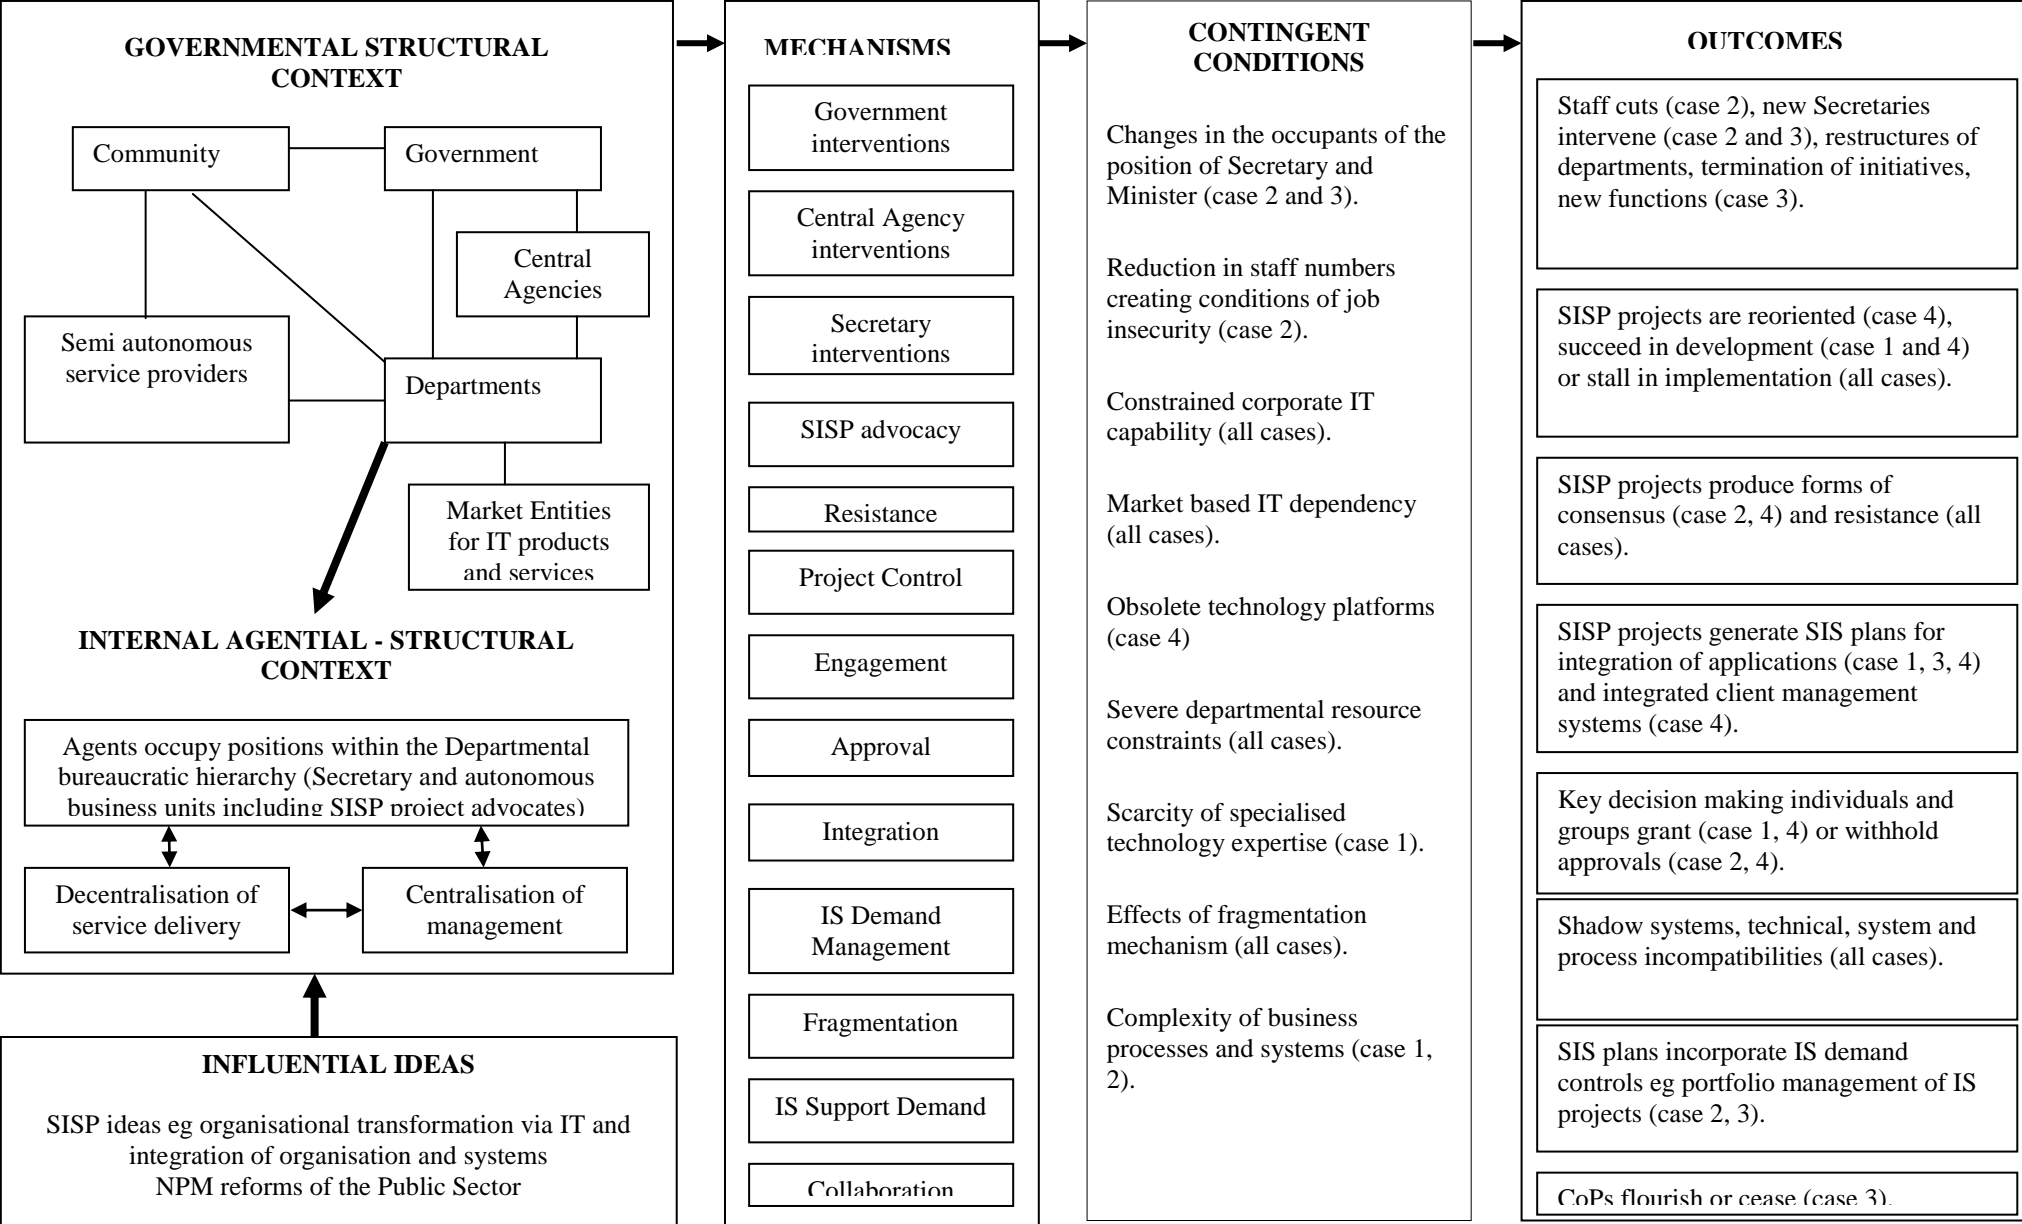 GOVERNMENTAL STRUCTURAL
CONTEXT
Community
Government
Central
Agencies
Semi autonomous
service providers
Departments
Market Entities
for IT products
and services
INTERNAL AGENTIAL - STRUCTURAL
CONTEXT
Agents occupy positions within the Departmental
bureaucratic hierarchy (Secretary and autonomous
business units including SISP project advocates)
Decentralisation of
service delivery
Centralisation of
management
INFLUENTIAL IDEAS
SISP ideas eg organisational transformation via IT and
integration of organisation and systems
NPM reforms of the Public Sector
MECHANISMS
Government
interventions
Central Agency
interventions
Secretary
interventions
SISP advocacy
Resistance
Project Control
Engagement
Approval
Integration
IS Demand
Management
Fragmentation
IS Support Demand
Collaboration
CONTINGENT
CONDITIONS
Changes in the occupants of the
position of Secretary and
Minister (case 2 and 3).
Reduction in staff numbers
creating conditions of job
insecurity (case 2).
Constrained corporate IT
capability (all cases).
Market based IT dependency
(all cases).
Obsolete technology platforms
(case 4)
Severe departmental resource
constraints (all cases).
Scarcity of specialised
technology expertise (case 1).
Effects of fragmentation
mechanism (all cases).
Complexity of business
processes and systems (case 1,
2).
OUTCOMES
Staff cuts (case 2), new Secretaries
intervene (case 2 and 3), restructures of
departments, termination of initiatives,
new functions (case 3).
SISP projects are reoriented (case 4),
succeed in development (case 1 and 4)
or stall in implementation (all cases).
SISP projects produce forms of
consensus (case 2, 4) and resistance (all
cases).
SISP projects generate SIS plans for
integration of applications (case 1, 3, 4)
and integrated client management
systems (case 4).
Key decision making individuals and
groups grant (case 1, 4) or withhold
approvals (case 2, 4).
Shadow systems, technical, system and
process incompatibilities (all cases).
SIS plans incorporate IS demand
controls eg portfolio management of IS
projects (case 2, 3).
CoPs flourish or cease (case 3).